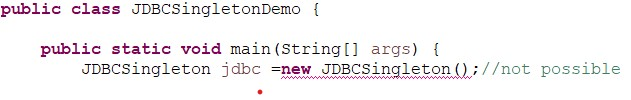 public class JDBCSingletonDemo {
public static void main(String[] args) {
JDBCSingleton jdbc =new JDBCSingleton();//not possible